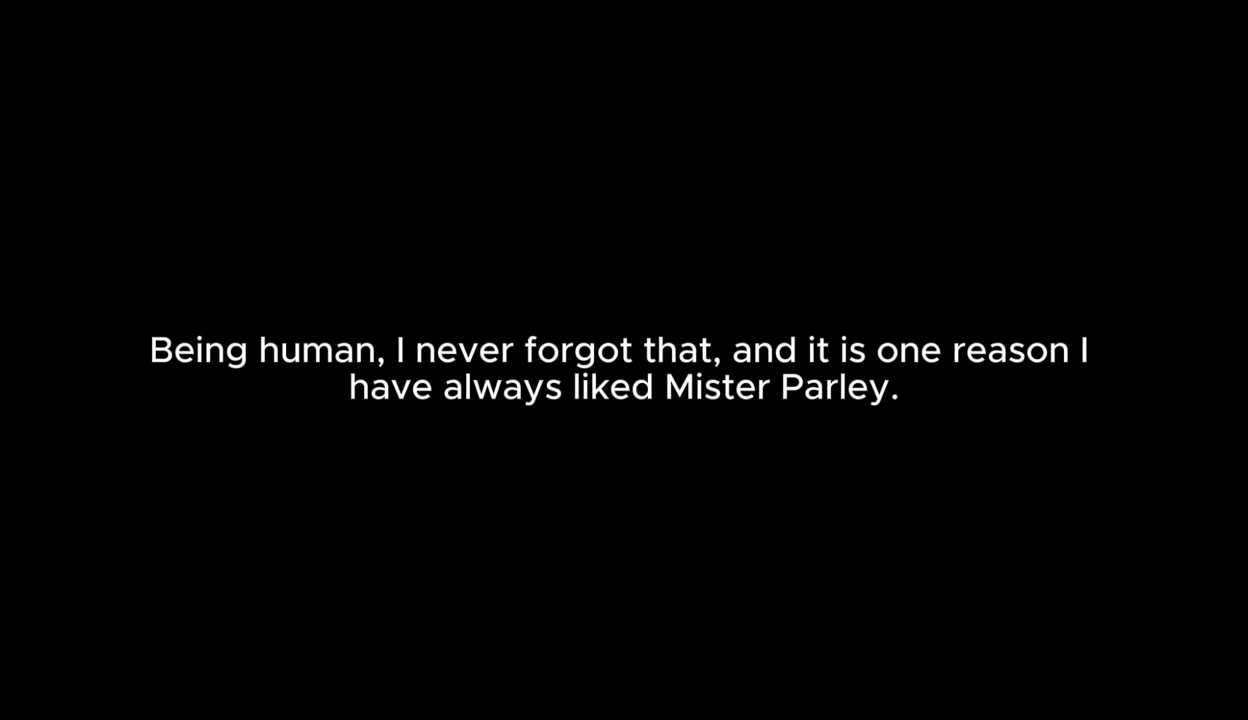 Being human, I never forgot that, and it is one reason I
have always liked Mister Parley.